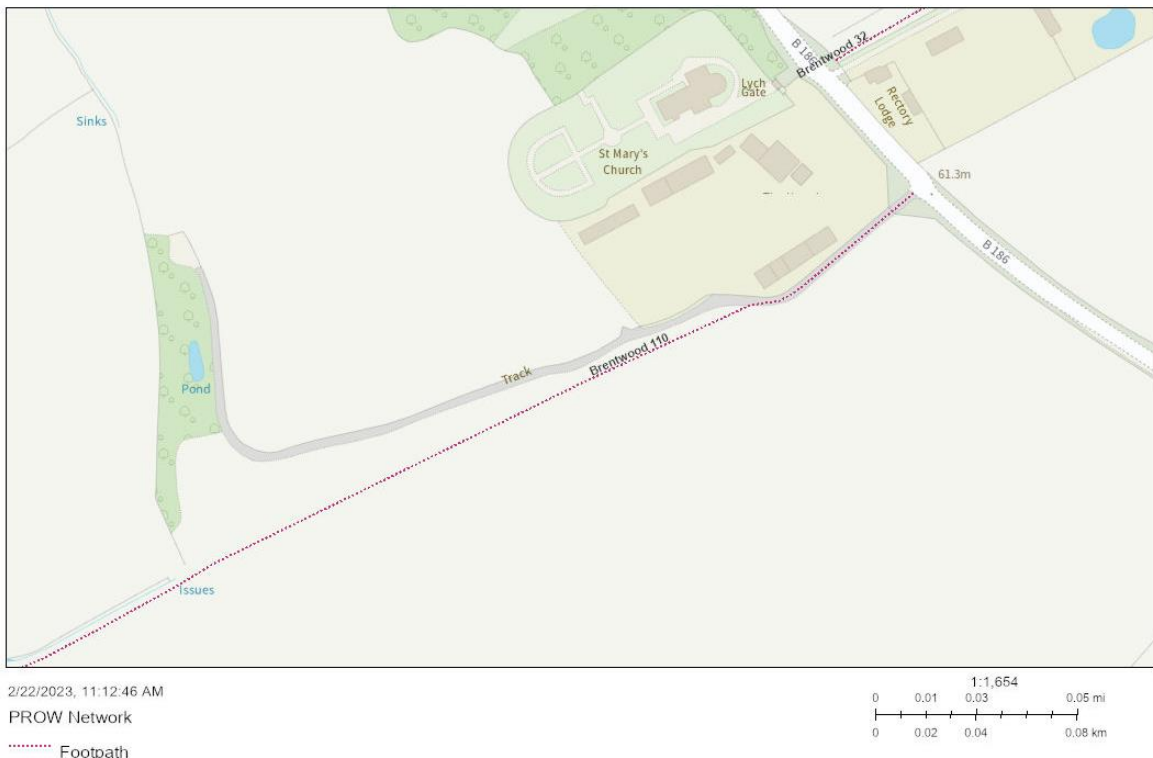 B 186
Brentwood 32
Lych
Gate
Rectory
Lodge
Sinks
St Mary's
Church
61.3m
B 186
Brentwood 110
Track
Pond
Issues
2/22/2023, 11:12:46 AM
PROW Network
Footpath
1:1,654
0 0.01 0.03 0.05 mi
0 0.02 0.04 0.08 km